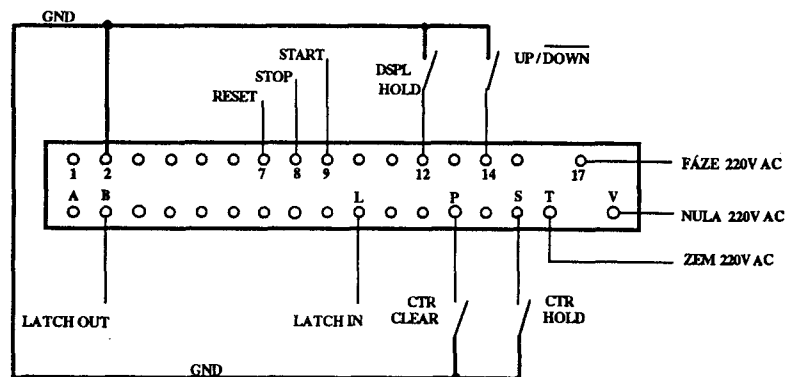 GND
START
STOP
RESET
DSPL
HOLD
UP / DOWN
1 2 7 8 9 12 14 17
FÁZE 220V AC
A B L P S T V
NULA 220V AC
ZEM 220V AC
LATCH OUT
LATCH IN
CTR
CLEAR
CTR
HOLD
GND